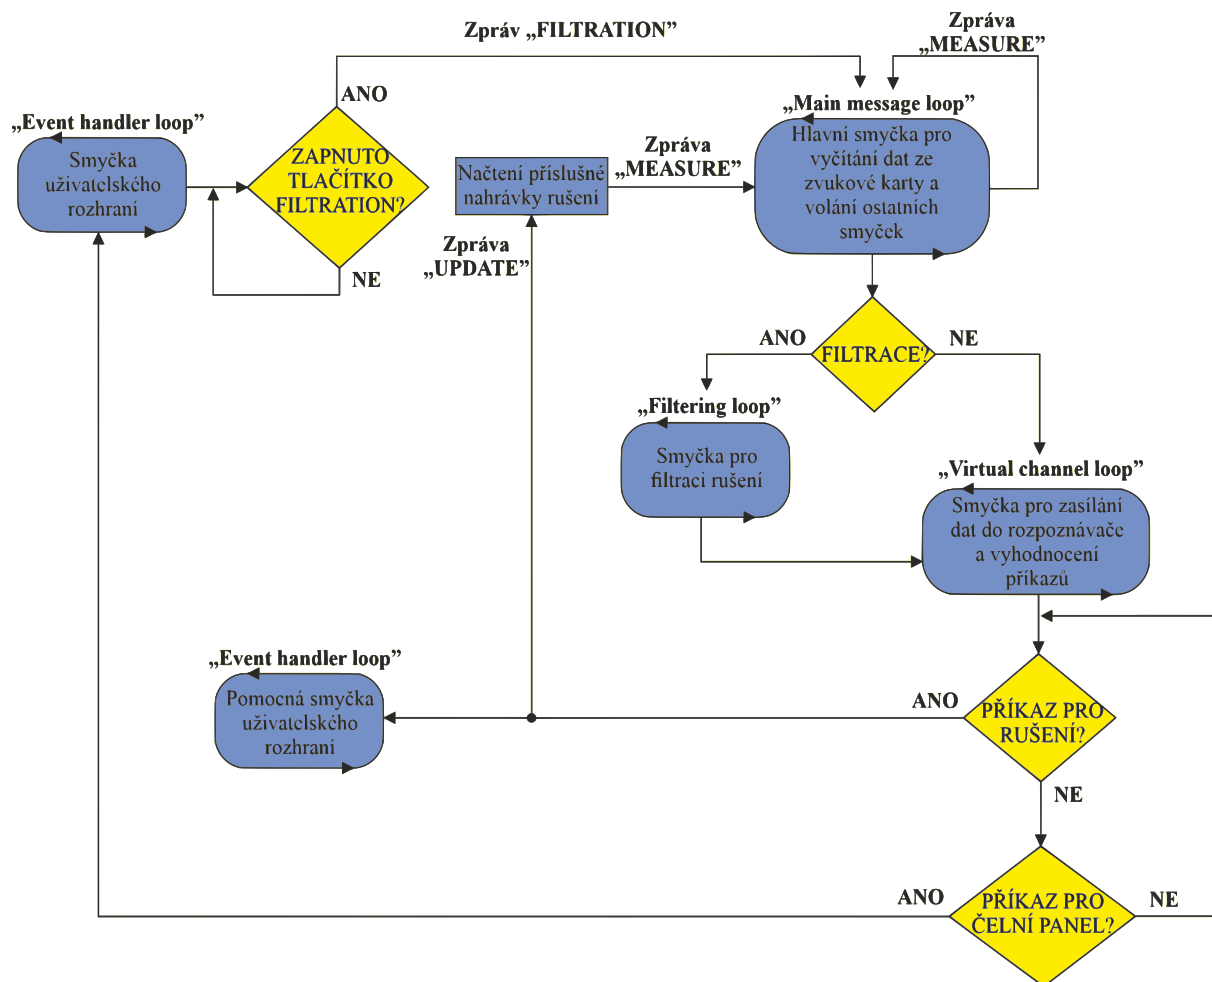 Zpráv „FILTRATION”
Zpráva
„MEASURE”
ANO
„Event handler loop”
Smyčka
uživatelského
rozhraní
ZAPNUTO
TLAČÍTKO
FILTRATION?
NE
Načtení příslušné
nahrávky rušení
Zpráva
„MEASURE”
„Main message loop”
Hlavní smyčka pro
vyčítání dat ze
zvukové karty a
volání ostatních
smyček
Zpráva
„UPDATE”
ANO
FILTRACE?
NE
„Filtering loop”
Smyčka pro
filtraci rušení
„Virtual channel loop”
Smyčka pro zasílání
dat do rozpoznávače
a vyhodnocení
příkazů
„Event handler loop”
Pomocná smyčka
uživatelského
rozhraní
ANO
PŘÍKAZ PRO
RUŠENÍ?
NE
ANO
PŘÍKAZ PRO
ČELNÍ PANEL?
NE